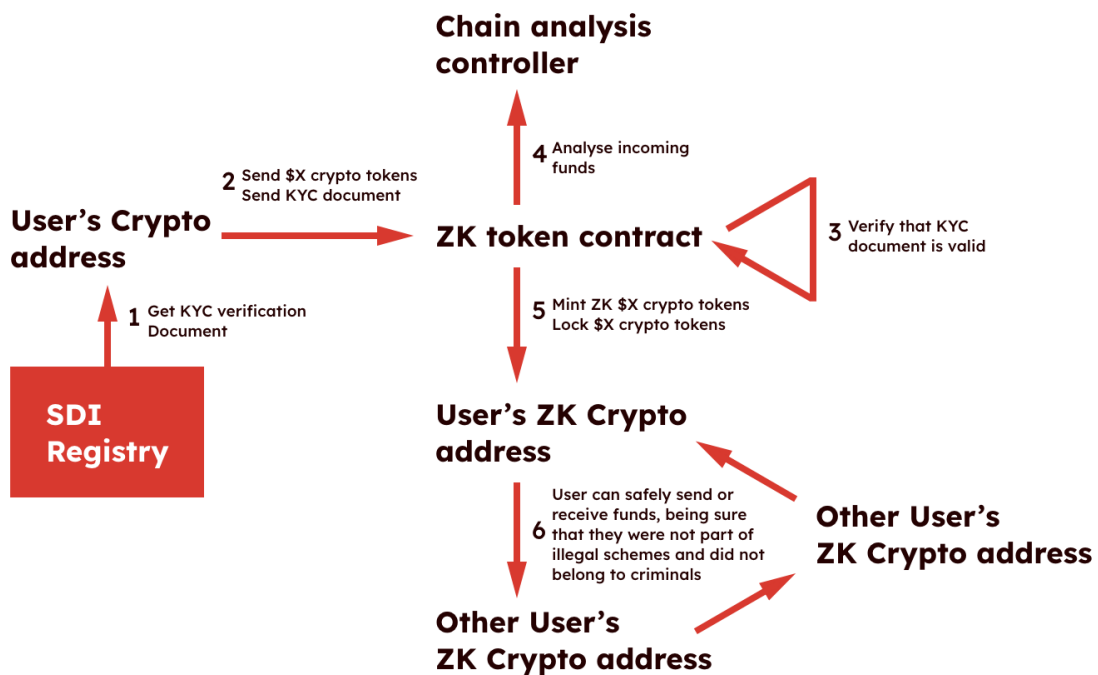 Chain analysis
controller
4 Analyse incoming
funds
2 Send $X crypto tokens
Send KYC document
User’s Crypto
address
ZK token contract
3 Verify that KYC
document is valid
1 Get KYC verification
Document
5 Mint ZK $X crypto tokens
Lock $X crypto tokens
SDI
Registry
User’s ZK Crypto
address
6 User can safely send or
receive funds, being sure
that they were not part of
illegal schemes and did not
belong to criminals
Other User’s
ZK Crypto address
Other User’s
ZK Crypto address